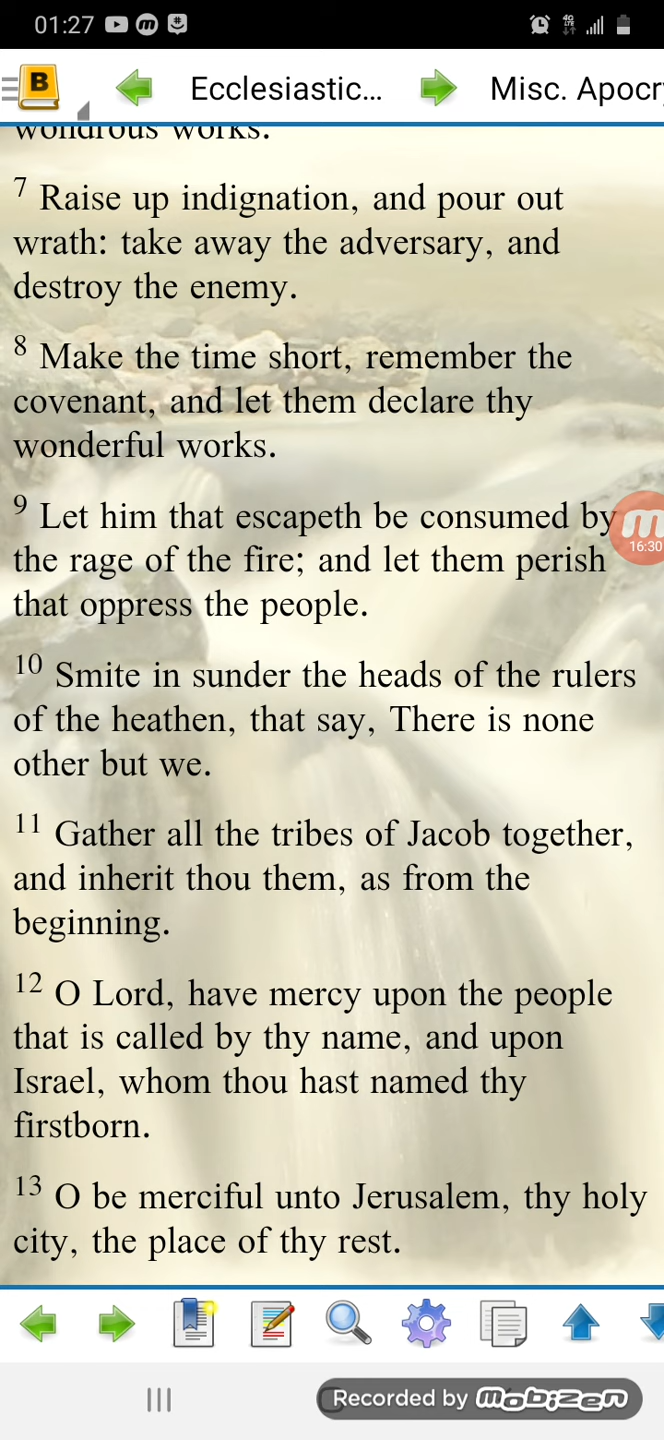 01:27
B
Ecclesiastic...
Misc. Apocr
wondrous works.
7 Raise up indignation, and pour out
wrath: take away the adversary, and
destroy the enemy.
8 Make the time short, remember the
covenant, and let them declare thy
wonderful works.
9 Let him that escapeth be consumed by
the rage of the fire; and let them perish
that oppress the people.
16:30
10 Smite in sunder the heads of the rulers
of the heathen, that say, There is none
other but we.
11 Gather all the tribes of Jacob together,
and inherit thou them, as from the
beginning.
12 O Lord, have mercy upon the people
that is called by thy name, and upon
Israel, whom thou hast named thy
firstborn.
13 O be merciful unto Jerusalem, thy holy
city, the place of thy rest.
Recorded by mobizen